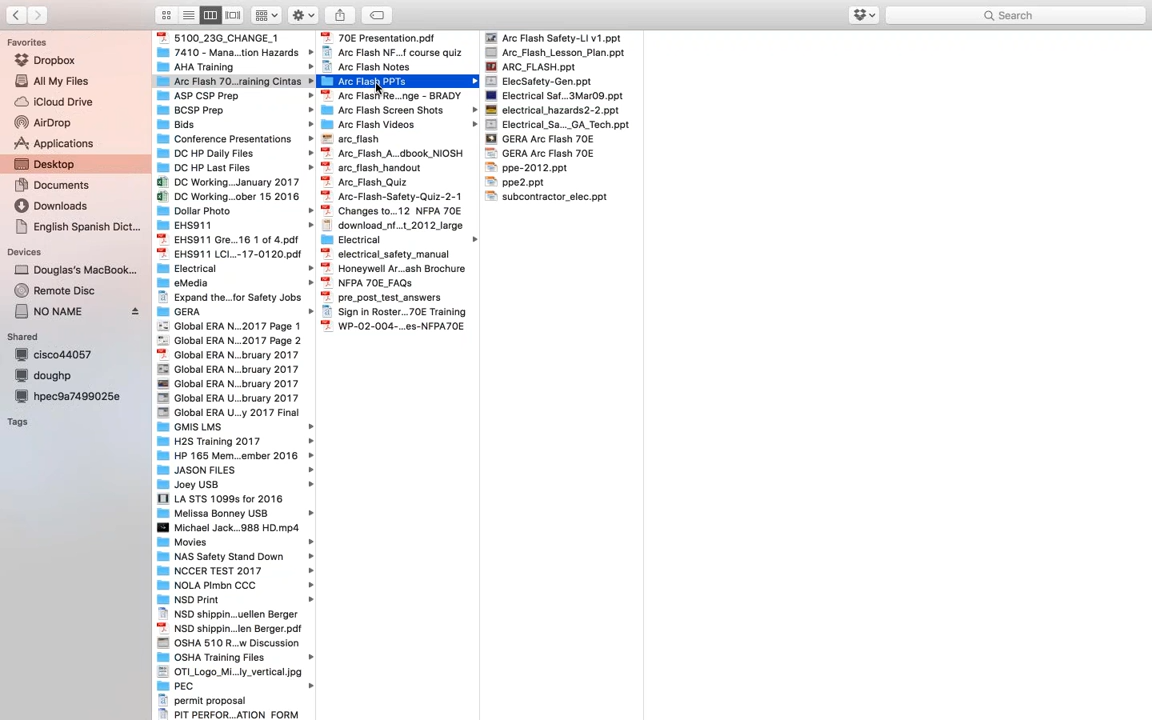 Search
Favorites
Dropbox
All My Files
iCloud Drive
AirDrop
Applications
Desktop
Documents
Downloads
English Spanish Dict...
Devices
Douglas's MacBook...
Remote Disc
NO NAME
Shared
cisco44057
doughp
hpec9a7499025e
Tags
5100_23G_CHANGE_1
7410 - Mana...tion Hazards
AHA Training
Arc Flash 70...raining Cintas
ASP CSP Prep
BCSP Prep
Bids
Conference Presentations
DC HP Daily Files
DC HP Last Files
DC Working...January 2017
DC Working...ober 15 2016
Dollar Photo
EHS911
EHS911 Gre...16 1 of 4.pdf
EHS911 LCI...-17-0120.pdf
Electrical
eMedia
Expand the...for Safety Jobs
GERA
Global ERA N...2017 Page 1
Global ERA N...2017 Page 2
Global ERA N...bruary 2017
Global ERA N...bruary 2017
Global ERA N...bruary 2017
Global ERA U...bruary 2017
Global ERA U...y 2017 Final
GMIS LMS
H2S Training 2017
HP 165 Mem...ember 2016
JASON FILES
Joey USB
LA STS 1099s for 2016
Melissa Bonney USB
Michael Jack...988 HD.mp4
Movies
NAS Safety Stand Down
NCCER TEST 2017
NOLA Plmbn CCC
NSD Print
NSD shippin...uellen Berger
NSD shippin...len Berger.pdf
OSHA 510 R...w Discussion
OSHA Training Files
OTI_Logo_Mi...ly_vertical.jpg
PEC
permit proposal
PIT PERFOR...ATION FORM
70E Presentation.pdf
Arc Flash NF...f course quiz
Arc Flash Notes
Arc Flash PPTs
Arc Flash Re...nge - BRADY
Arc Flash Screen Shots
Arc Flash Videos
arc_flash
Arc_Flash_A...dbook_NIOSH
arc_flash_handout
Arc_Flash_Quiz
Arc-Flash-Safety-Quiz-2-1
Changes to...12 NFPA 70E
download_nf...t_2012_large
Electrical
electrical_safety_manual
Honeywell Ar...ash Brochure
NFPA 70E_FAQs
pre_post_test_answers
Sign in Roster...70E Training
WP-02-004-...es-NFPA70E
Arc Flash Safety-LI v1.ppt
Arc_Flash_Lesson_Plan.ppt
ARC_FLASH.ppt
ElecSafety-Gen.ppt
Electrical Saf...3Mar09.ppt
electrical_hazards2-2.ppt
Electrical_Sa..._GA_Tech.ppt
GERA Arc Flash 70E
GERA Arc Flash 70E
ppe-2012.ppt
ppe2.ppt
subcontractor_elec.ppt